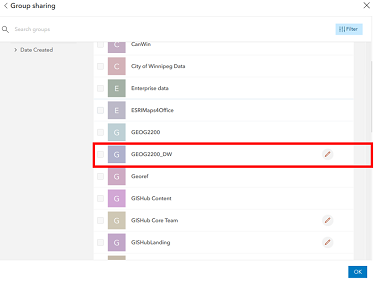 Group sharing
Search groups
Filter
Date Created
CanWin
C City of Winnipeg Data
E Enterprise data
E ESRIMaps4Office
G GEOG2200
G GEOG2200_DW
G Georef
G GISHub Content
G GISHub Core Team
G GISHubLanding
OK